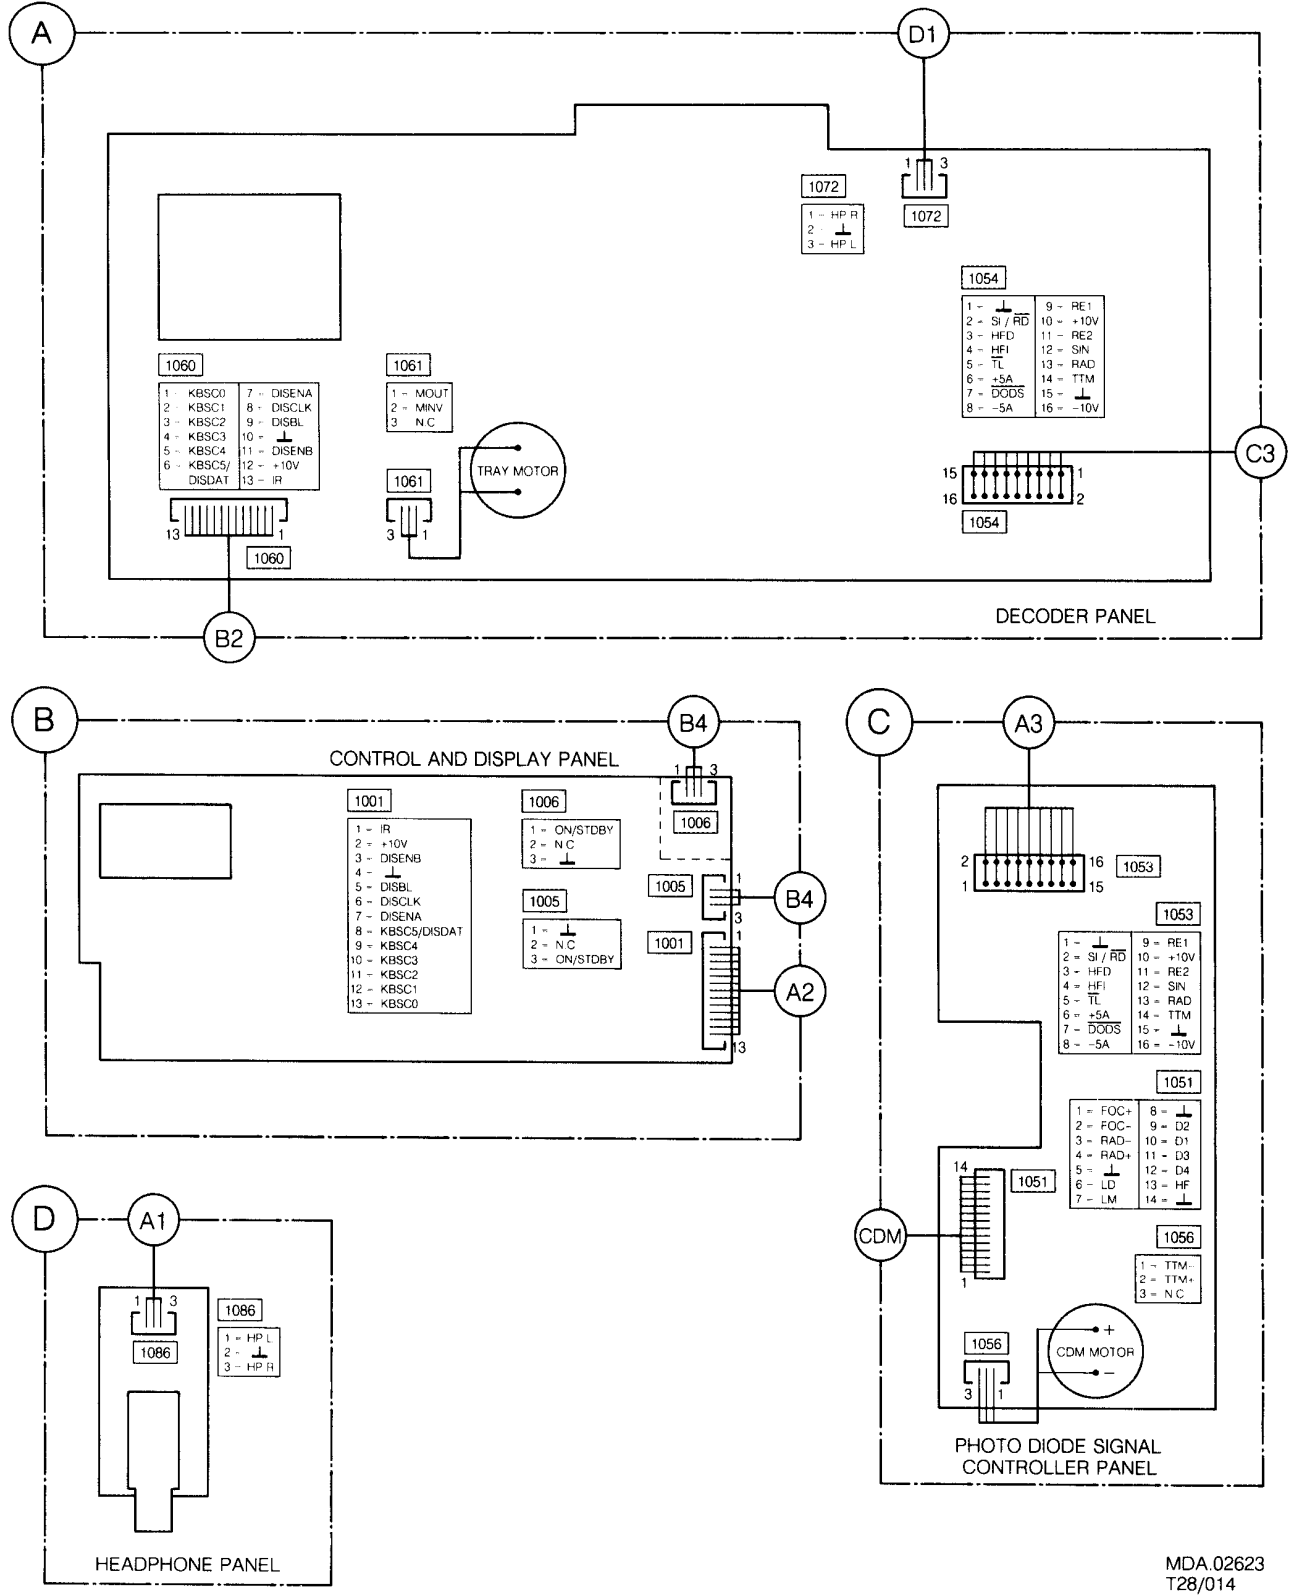 A
D1
1 3
1072
1072
1 - HP R
2 - ⊥
3 - HP L
1054
1 - ⊥ 9 - RE1
2 = SI / RD 10 = +10V
3 - HFD 11 - RE2
4 - HFI 12 = SIN
5 - TL 13 - RAD
6 = +5A 14 = TTM
7 = DODS 15 = ⊥
8 - -5A 16 = -10V
1060
1 - KBSC0 7 - DISENA
2 - KBSC1 8 - DISCLK
3 - KBSC2 9 - DISBL
4 - KBSC3 10 = ⊥
5 - KBSC4 11 = DISENB
6 - KBSC5/ 12 - +10V
DISDAT 13 - IR
1061
1 - MOUT
2 = MINV
3 N.C
TRAY MOTOR
1061
3 1
13 1
1060
15 1
16 2
1054
C3
B2
DECODER PANEL
B
B4
CONTROL AND DISPLAY PANEL
1 3
1006
1001
1 - IR
2 = +10V
3 - DISENB
4 - ⊥
5 - DISBL
6 - DISCLK
7 - DISENA
8 - KBSC5/DISDAT
9 - KBSC4
10 - KBSC3
11 - KBSC2
12 - KBSC1
13 - KBSC0
1006
1 = ON/STDBY
2 = N C
3 = ⊥
1005
1 = ⊥
2 = N C
3 - ON/STDBY
1005
1
3
B4
1001
1
13
A2
C
A3
2 16
1 15
1053
1053
1 - ⊥ 9 = RE1
2 = SI / RD 10 - +10V
3 - HFD 11 = RE2
4 = HFI 12 - SIN
5 - TL 13 = RAD
6 = +5A 14 - TTM
7 - DODS 15 = ⊥
8 - -5A 16 = -10V
1051
1 = FOC+ 8 = ⊥
2 = FOC- 9 = D2
3 - RAD- 10 = D1
4 = RAD+ 11 - D3
5 = ⊥ 12 - D4
6 - LD 13 = HF
7 - LM 14 = ⊥
14
1051
1
CDM
1056
1 - TTM-
2 = TTM+
3 = N C
1056
3 1
+
CDM MOTOR
-
PHOTO DIODE SIGNAL
CONTROLLER PANEL
D
A1
1 3
1086
1086
1 = HP L
2 - ⊥
3 - HP R
HEADPHONE PANEL
MDA.02623
T28/014